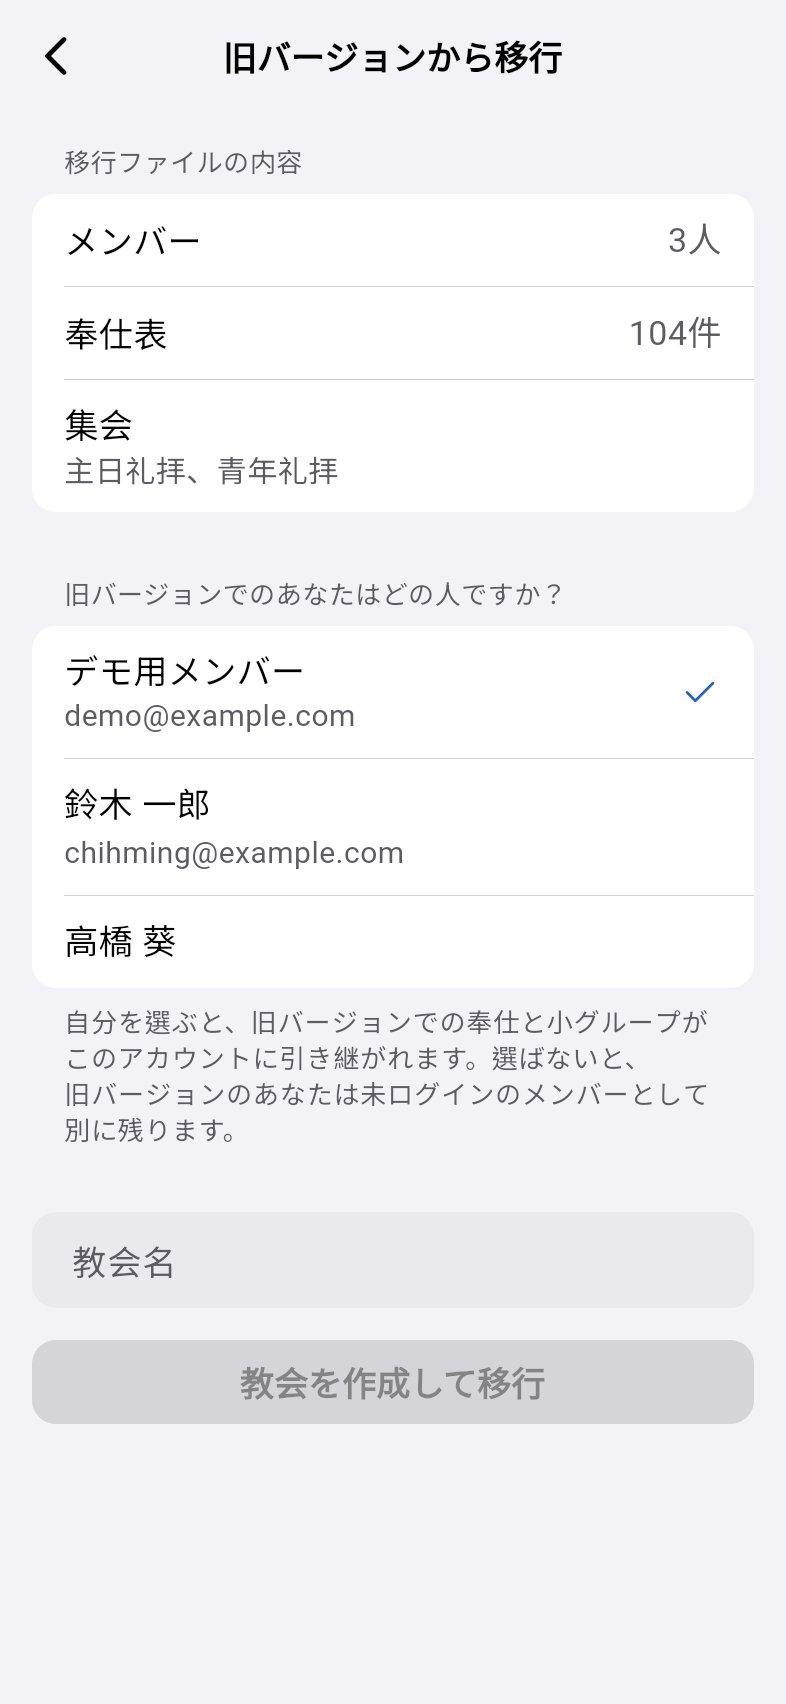 旧バージョンから移行
移行ファイルの内容
メンバー 3人
奉仕表 104件
集会
主日礼拝、青年礼拝
旧バージョンでのあなたはどの人ですか？
デモ用メンバー
demo@example.com
鈴木 一郎
chihming@example.com
高橋 葵
自分を選ぶと、旧バージョンでの奉仕と小グループが
このアカウントに引き継がれます。選ばないと、
旧バージョンのあなたは未ログインのメンバーとして
別に残ります。
教会名
教会を作成して移行